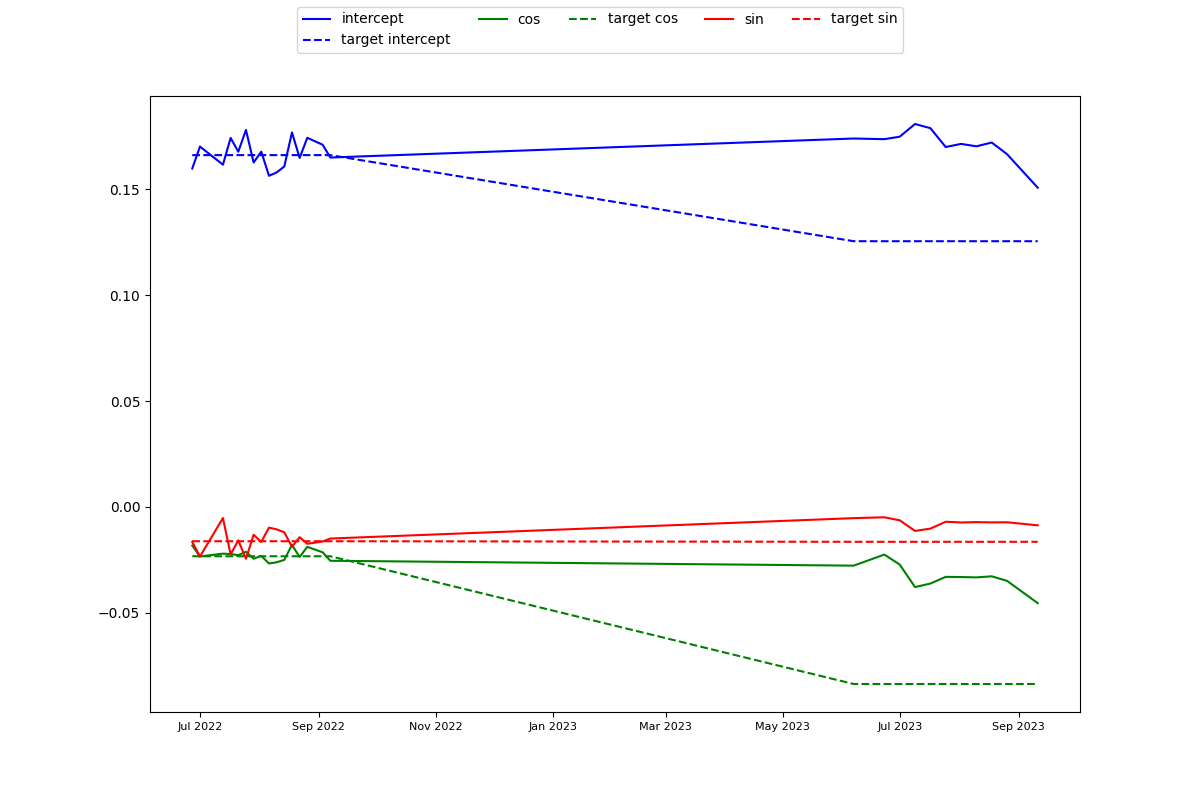 intercept cos target cos sin target sin
target intercept
0.15
0.10
0.05
0.00
−0.05
Jul 2022 Sep 2022 Nov 2022 Jan 2023 Mar 2023 May 2023 Jul 2023 Sep 2023